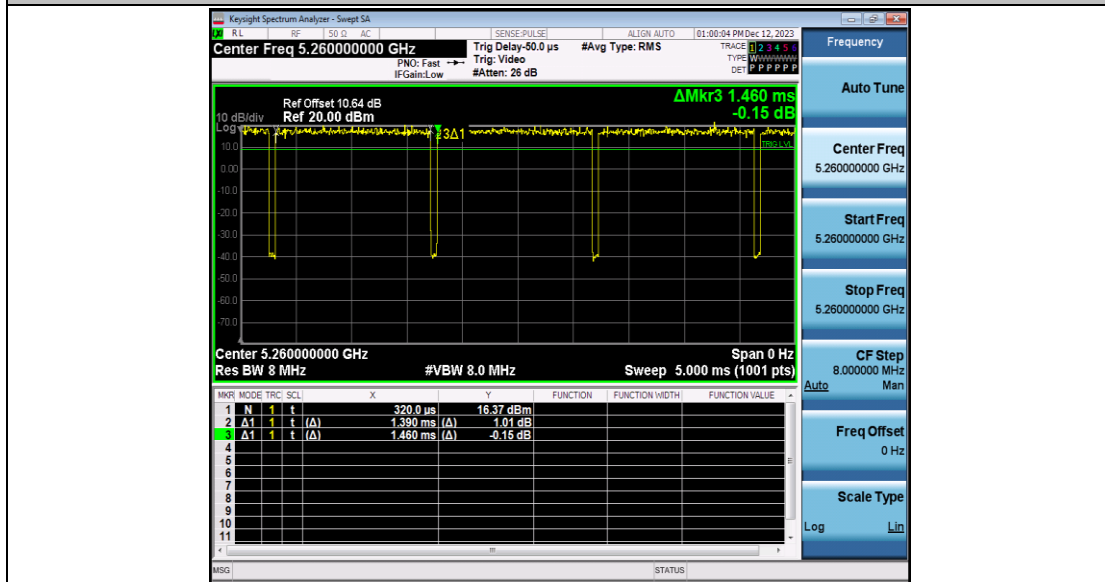 Keysight Spectrum Analyzer - Swept SA
RL RF 50 Ω AC SENSE:PULSE ALIGN AUTO 01:00:04 PM Dec 12, 2023
Center Freq 5.260000000 GHz
PNO: Fast
IFGain:Low
Trig Delay-50.0 µs
Trig: Video
#Atten: 26 dB
#Avg Type: RMS
TRACE 1 2 3 4 5 6
TYPE WWWWWW
DET P P P P P P
ΔMkr3 1.460 ms
-0.15 dB
Ref Offset 10.64 dB
10 dB/div Ref 20.00 dBm
Log
3Δ1
TRIG LVL
10.0
0.00
-10.0
-20.0
-30.0
-40.0
-50.0
-60.0
-70.0
Center 5.260000000 GHz Span 0 Hz
Res BW 8 MHz #VBW 8.0 MHz Sweep 5.000 ms (1001 pts)
MKR MODE TRC SCL X Y FUNCTION FUNCTION WIDTH FUNCTION VALUE
1 N 1 t 320.0 µs 16.37 dBm
2 Δ1 1 t (Δ) 1.390 ms (Δ) 1.01 dB
3 Δ1 1 t (Δ) 1.460 ms (Δ) -0.15 dB
4
5
6
7
8
9
10
11
MSG STATUS
Frequency
Auto Tune
Center Freq
5.260000000 GHz
Start Freq
5.260000000 GHz
Stop Freq
5.260000000 GHz
CF Step
8.000000 MHz
Auto Man
Freq Offset
0 Hz
Scale Type
Log Lin